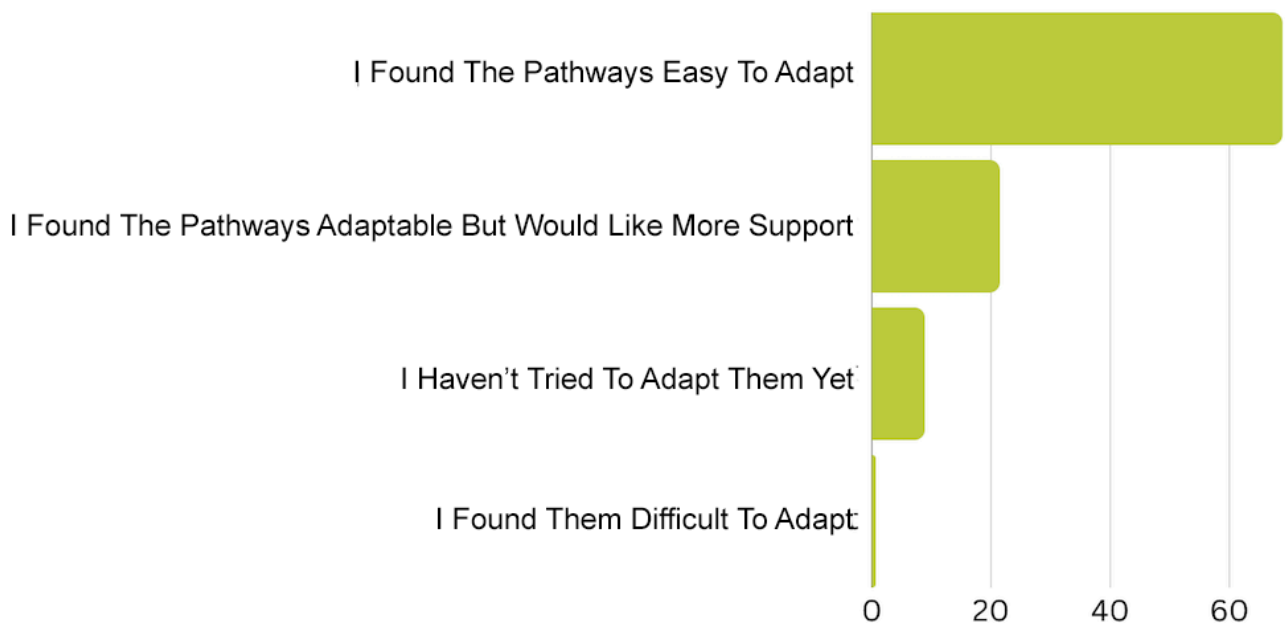 I Found The Pathways Easy To Adapt
I Found The Pathways Adaptable But Would Like More Support
I Haven’t Tried To Adapt Them Yet
I Found Them Difficult To Adapt
0 20 40 60